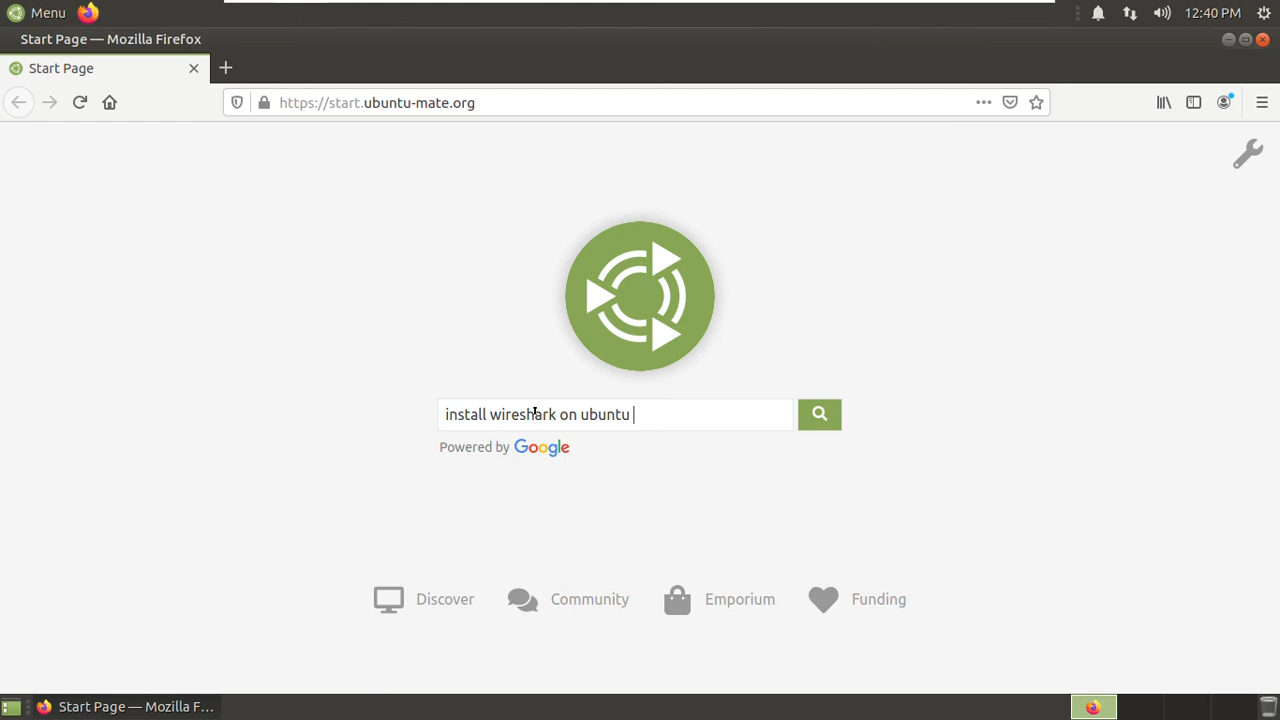 Menu
12:40 PM
Start Page — Mozilla Firefox
Start Page
https://start.ubuntu-mate.org
install wireshark on ubuntu
Powered by Google
Discover
Community
Emporium
Funding
Start Page — Mozilla F...